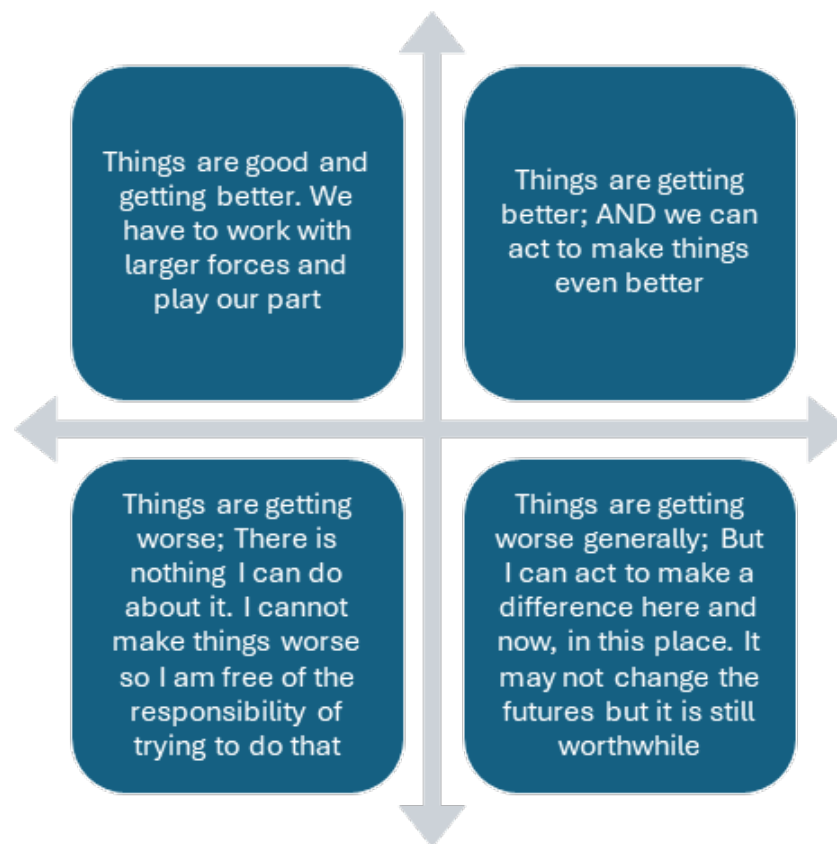 Things are good and
getting better. We
have to work with
larger forces and
play our part
Things are getting
better; AND we can
act to make things
even better
Things are getting
worse; There is
nothing I can do
about it. I cannot
make things worse
so I am free of the
responsibility of
trying to do that
Things are getting
worse generally; But
I can act to make a
difference here and
now, in this place. It
may not change the
futures but it is still
worthwhile